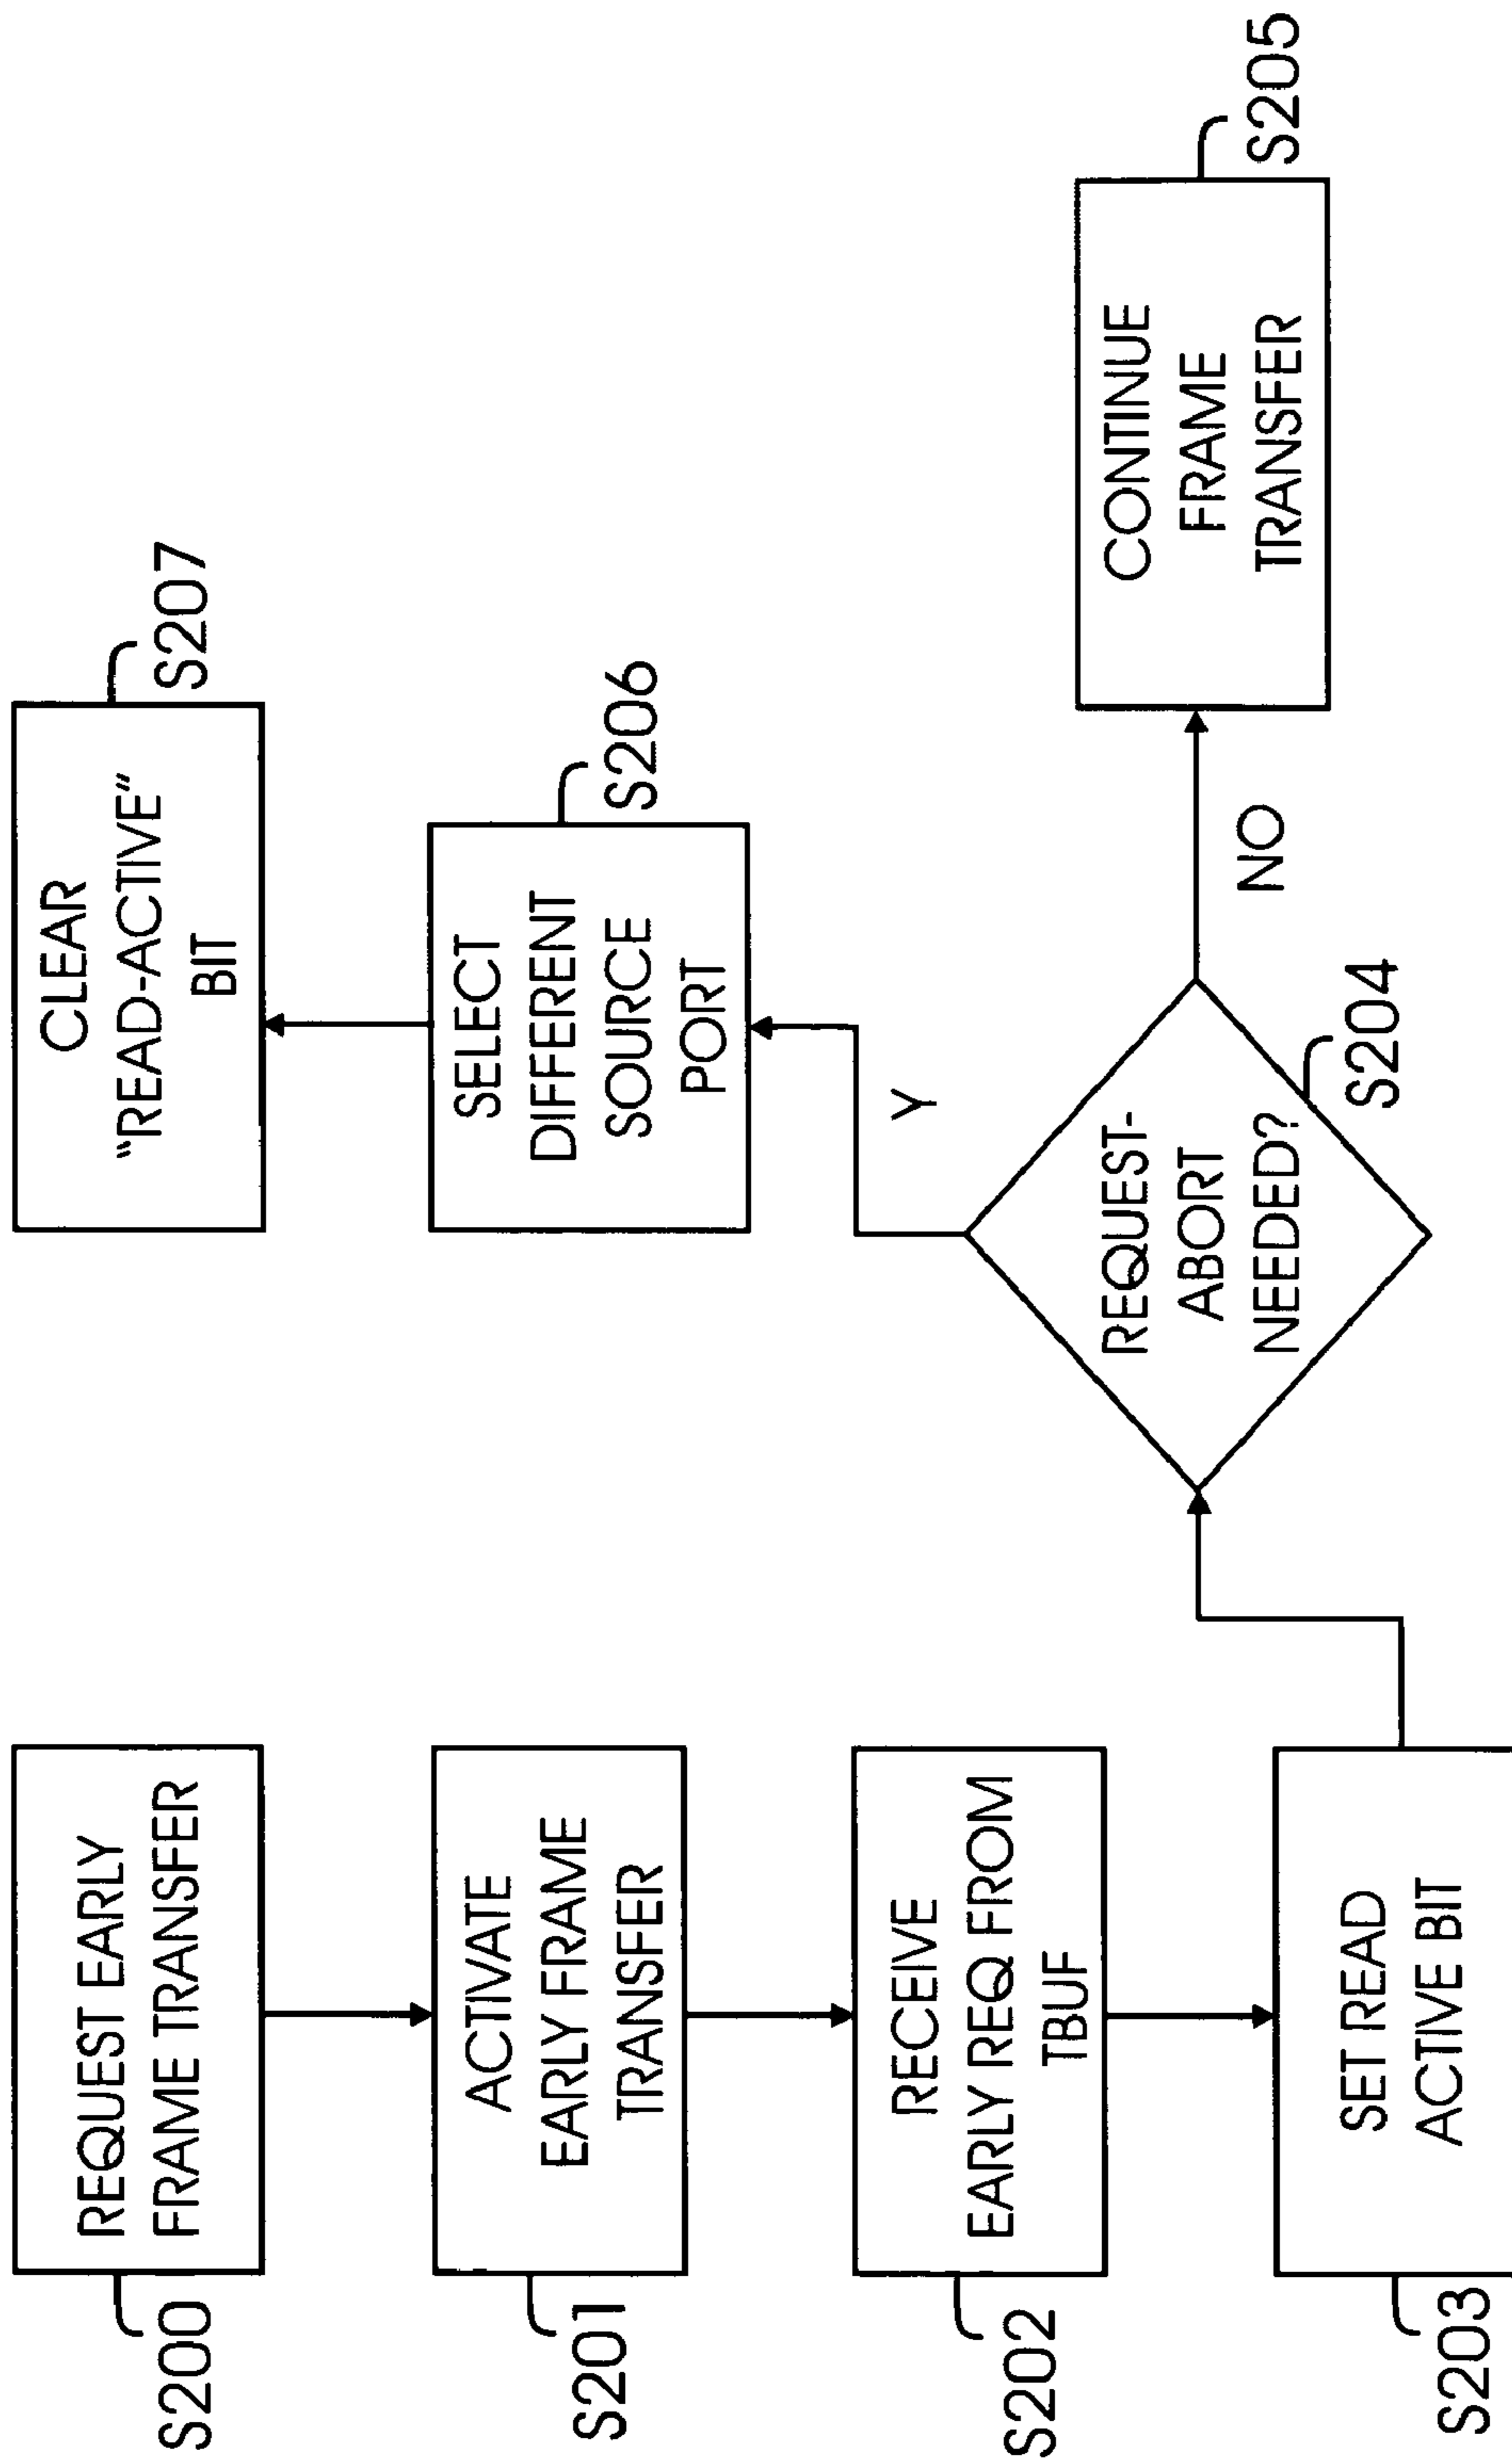 S200
REQUEST EARLY
FRAME TRANSFER
S201
ACTIVATE
EARLY FRAME
TRANSFER
S202
RECEIVE
EARLY REQ FROM
TBUF
S203
SET READ
ACTIVE BIT
REQUEST-
ABORT
NEEDED?
S204
Y
NO
CONTINUE
FRAME
TRANSFER
S205
SELECT
DIFFERENT
SOURCE
PORT
S206
CLEAR
"READ-ACTIVE"
BIT
S207